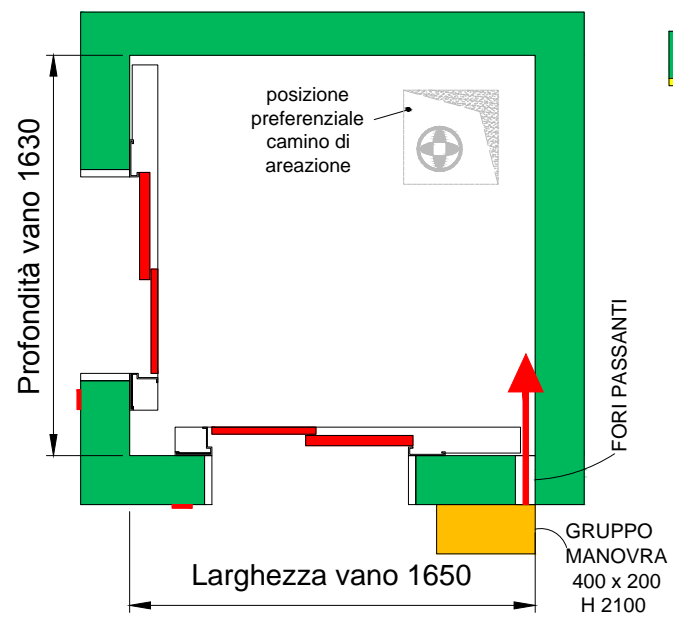 posizione
preferenziale
camino di
areazione
Profondità vano 1630
FORI PASSANTI
GRUPPO
MANOVRA
400 x 200
H 2100
Larghezza vano 1650